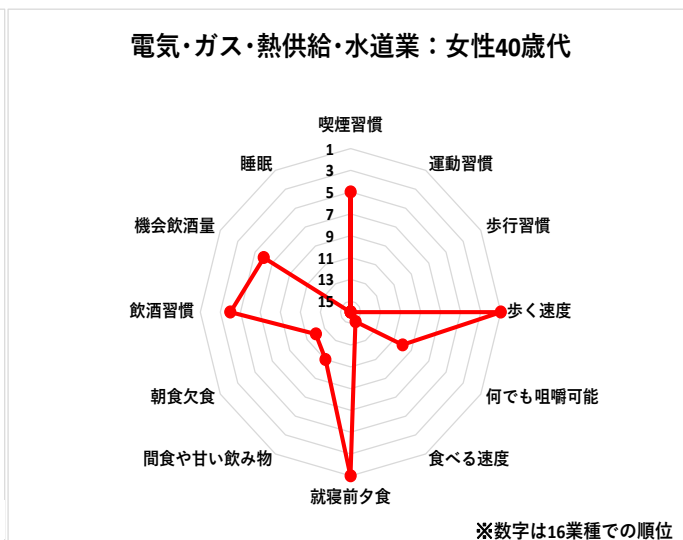 電気･ガス･熱供給･水道業：女性40歳代
喫煙習慣
運動習慣
歩行習慣
歩く速度
何でも咀嚼可能
食べる速度
就寝前夕食
間食や甘い飲み物
朝食欠食
飲酒習慣
機会飲酒量
睡眠
1
3
5
7
9
11
13
15
※数字は16業種での順位